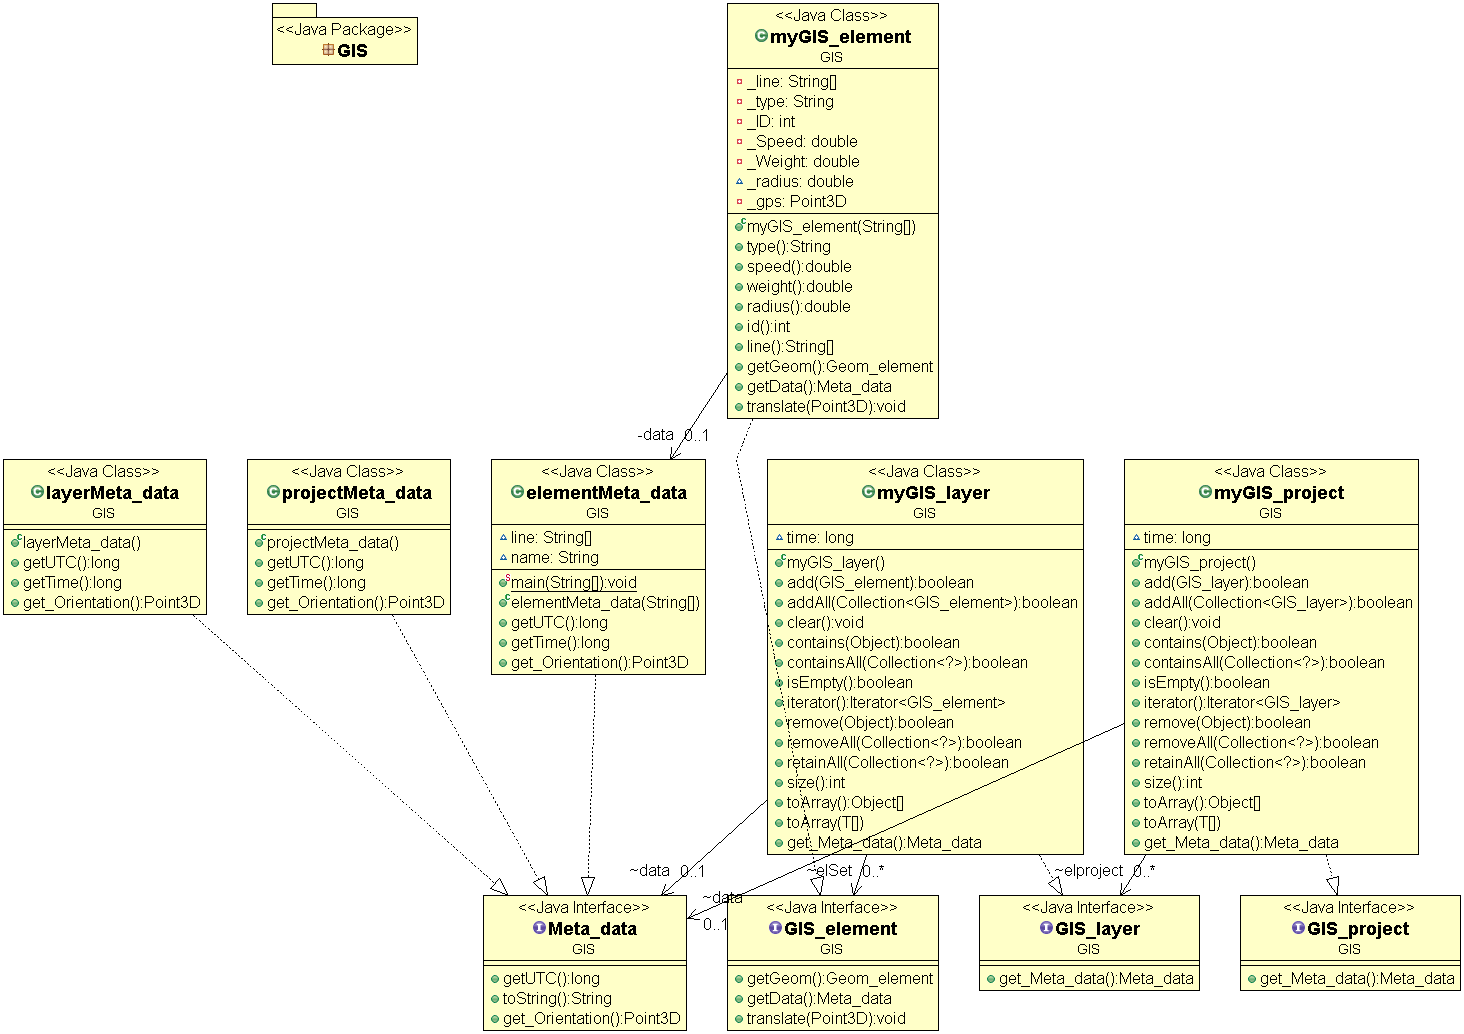 <<Java Package>>
GIS
<<Java Class>>
myGIS_element
GIS
_line: String[]
_type: String
_ID: int
_Speed: double
_Weight: double
_radius: double
_gps: Point3D
myGIS_element(String[])
type():String
speed():double
weight():double
radius():double
id():int
line():String[]
getGeom():Geom_element
getData():Meta_data
translate(Point3D):void
-data 0..1
<<Java Class>>
layerMeta_data
GIS
layerMeta_data()
getUTC():long
getTime():long
get_Orientation():Point3D
<<Java Class>>
projectMeta_data
GIS
projectMeta_data()
getUTC():long
getTime():long
get_Orientation():Point3D
<<Java Class>>
elementMeta_data
GIS
line: String[]
name: String
main(String[]):void
elementMeta_data(String[])
getUTC():long
getTime():long
get_Orientation():Point3D
<<Java Class>>
myGIS_layer
GIS
time: long
myGIS_layer()
add(GIS_element):boolean
addAll(Collection<GIS_element>):boolean
clear():void
contains(Object):boolean
containsAll(Collection<?>):boolean
isEmpty():boolean
iterator():Iterator<GIS_element>
remove(Object):boolean
removeAll(Collection<?>):boolean
retainAll(Collection<?>):boolean
size():int
toArray():Object[]
toArray(T[])
get_Meta_data():Meta_data
<<Java Class>>
myGIS_project
GIS
time: long
myGIS_project()
add(GIS_layer):boolean
addAll(Collection<GIS_layer>):boolean
clear():void
contains(Object):boolean
containsAll(Collection<?>):boolean
isEmpty():boolean
iterator():Iterator<GIS_layer>
remove(Object):boolean
removeAll(Collection<?>):boolean
retainAll(Collection<?>):boolean
size():int
toArray():Object[]
toArray(T[])
get_Meta_data():Meta_data
~data 0..1
~data
0..1
~elSet 0..*
~elproject 0..*
<<Java Interface>>
Meta_data
GIS
getUTC():long
toString():String
get_Orientation():Point3D
<<Java Interface>>
GIS_element
GIS
getGeom():Geom_element
getData():Meta_data
translate(Point3D):void
<<Java Interface>>
GIS_layer
GIS
get_Meta_data():Meta_data
<<Java Interface>>
GIS_project
GIS
get_Meta_data():Meta_data